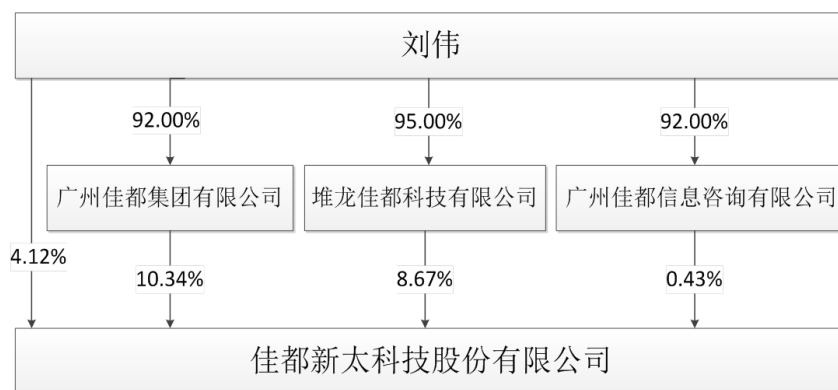 刘伟
92.00%
95.00%
92.00%
广州佳都集团有限公司
堆龙佳都科技有限公司
广州佳都信息咨询有限公司
4.12%
10.34%
8.67%
0.43%
佳都新太科技股份有限公司